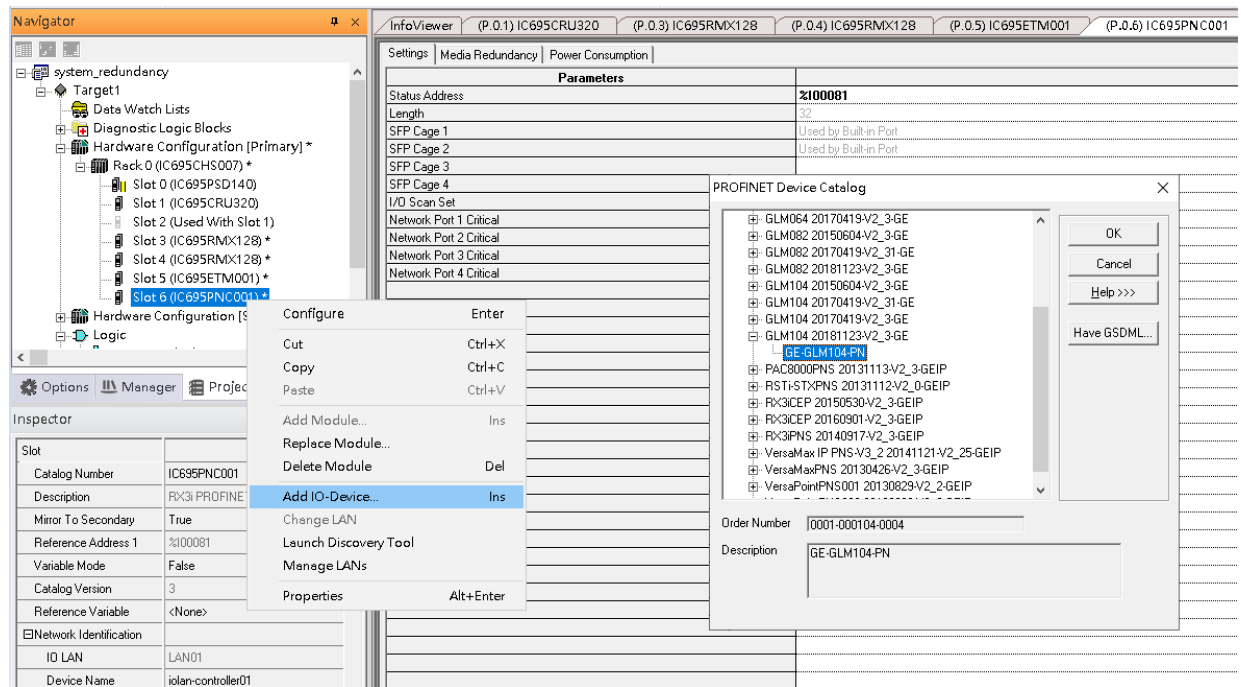 Navigator
system_redundancy
Target1
Data Watch Lists
Diagnostic Logic Blocks
Hardware Configuration [Primary] *
Rack 0 (IC695CHS007) *
Slot 0 (IC695PSD140)
Slot 1 (IC695CRU320)
Slot 2 (Used With Slot 1)
Slot 3 (IC695RMX128) *
Slot 4 (IC695RMX128) *
Slot 5 (IC695ETM001) *
Slot 6 (IC695PNC001) *
Hardware Configuration [S
Logic
Options
Manager
Projec
Inspector
Slot
Catalog Number IC695PNC001
Description RX3i PROFINE
Mirror To Secondary True
Reference Address 1 %I00081
Variable Mode False
Catalog Version 3
Reference Variable <None>
Network Identification
IO LAN LAN01
Device Name iolan-controller01
Configure Enter
Cut Ctrl+X
Copy Ctrl+C
Paste Ctrl+V
Add Module... Ins
Replace Module...
Delete Module Del
Add IO-Device... Ins
Change LAN
Launch Discovery Tool
Manage LANs
Properties Alt+Enter
InfoViewer (P.0.1) IC695CRU320 (P.0.3) IC695RMX128 (P.0.4) IC695RMX128 (P.0.5) IC695ETM001 (P.0.6) IC695PNC001
Settings Media Redundancy Power Consumption
Parameters
Status Address %I00081
Length 32
SFP Cage 1 Used by Built-in Port
SFP Cage 2 Used by Built-in Port
SFP Cage 3
SFP Cage 4
I/O Scan Set
Network Port 1 Critical
Network Port 2 Critical
Network Port 3 Critical
Network Port 4 Critical
PROFINET Device Catalog
GLM064 20170419-V2_3-GE
GLM082 20150604-V2_3-GE
GLM082 20170419-V2_31-GE
GLM082 20181123-V2_3-GE
GLM104 20150604-V2_3-GE
GLM104 20170419-V2_31-GE
GLM104 20170419-V2_3-GE
GLM104 20181123-V2_3-GE
GE-GLM104-PN
PAC8000PNS 20131113-V2_3-GEIP
RSTi-STXPNS 20131112-V2_0-GEIP
RX3iCEP 20150530-V2_3-GEIP
RX3iCEP 20160901-V2_3-GEIP
RX3iPNS 20140917-V2_3-GEIP
VersaMax IP PNS-V3_2 20141121-V2_25-GEIP
VersaMaxPNS 20130426-V2_3-GEIP
VersaPointPNS001 20130829-V2_2-GEIP
OK
Cancel
Help >>>
Have GSDML...
Order Number 0001-000104-0004
Description GE-GLM104-PN